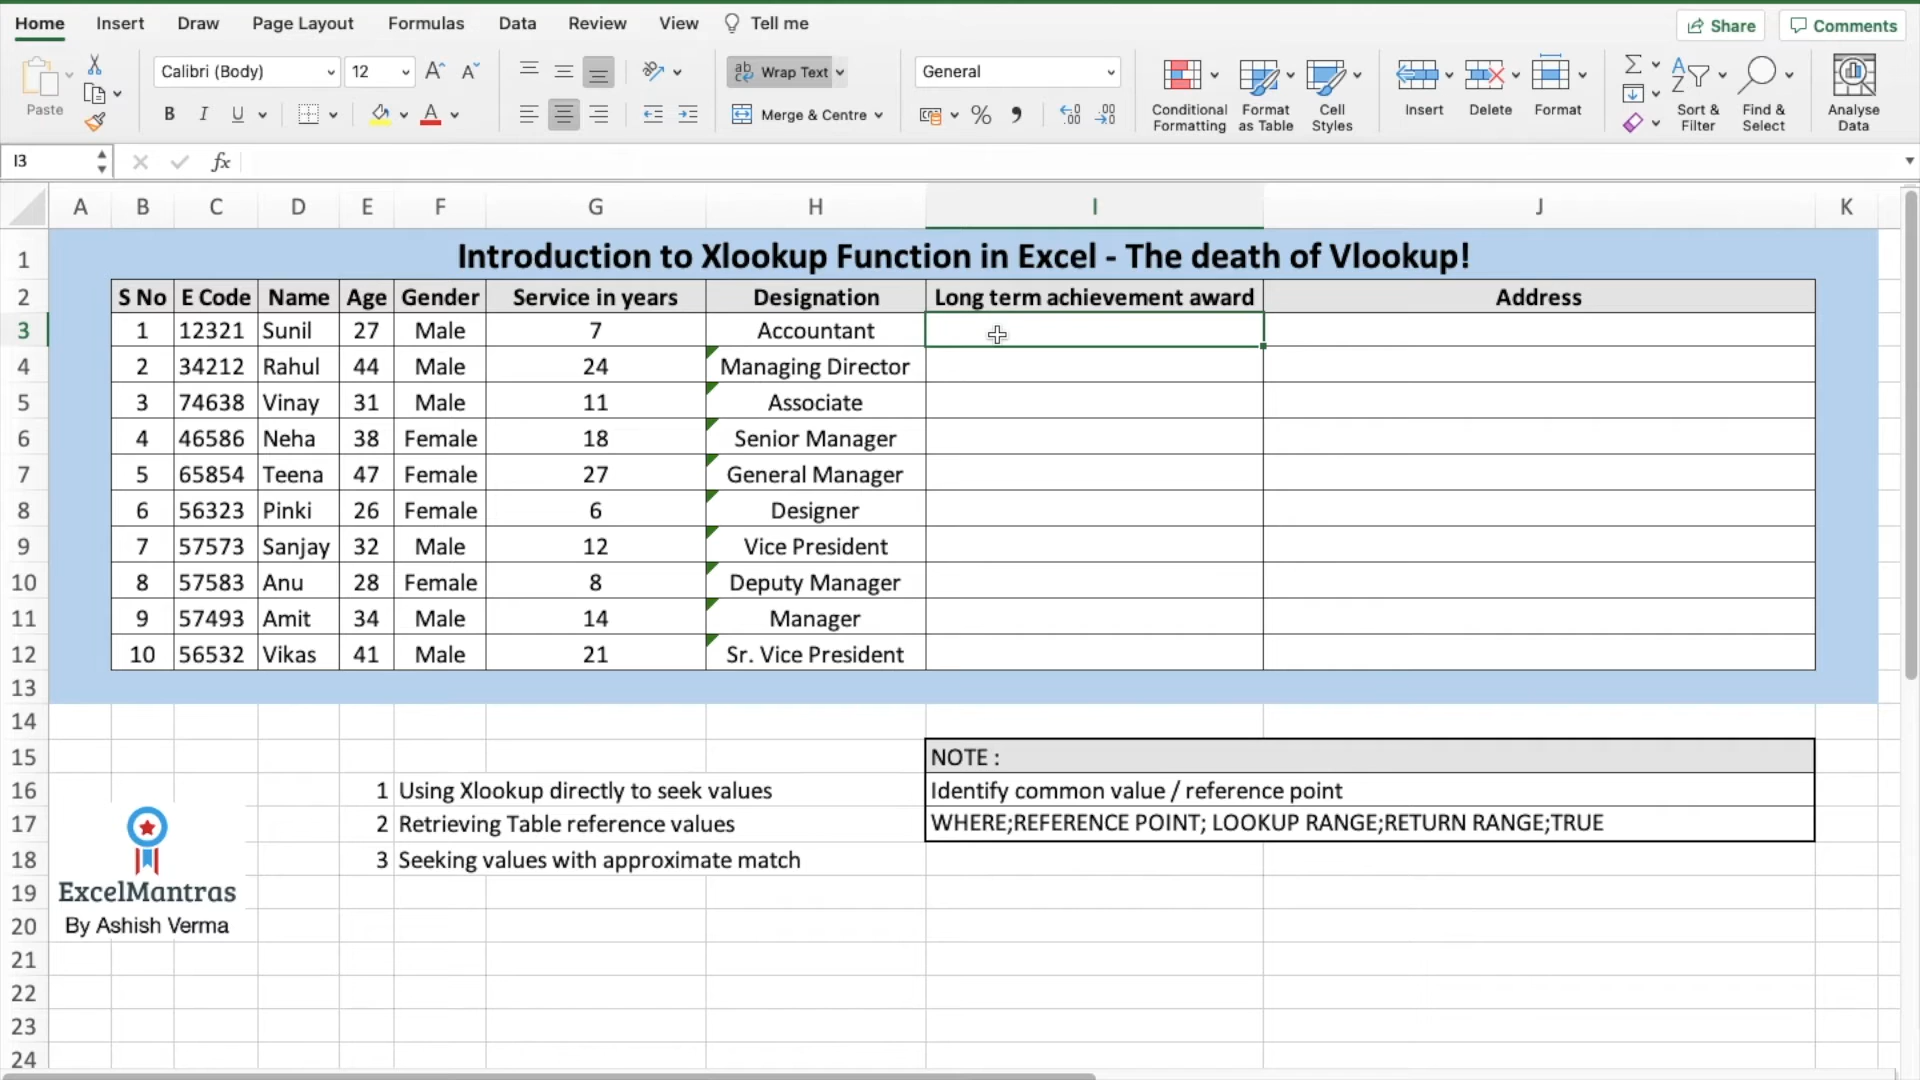 Home Insert Draw Page Layout Formulas Data Review View Tell me Share Comments
Paste Calibri (Body) 12 A^ A˅ ab Wrap Text General
B I U A Merge & Centre % , Conditional Formatting Format as Table Cell Styles Insert Delete Format Sort & Filter Find & Select Analyse Data
I3 fx
A B C D E F G H I J K
1 Introduction to Xlookup Function in Excel - The death of Vlookup!
2 S No E Code Name Age Gender Service in years Designation Long term achievement award Address
3 1 12321 Sunil 27 Male 7 Accountant
4 2 34212 Rahul 44 Male 24 Managing Director
5 3 74638 Vinay 31 Male 11 Associate
6 4 46586 Neha 38 Female 18 Senior Manager
7 5 65854 Teena 47 Female 27 General Manager
8 6 56323 Pinki 26 Female 6 Designer
9 7 57573 Sanjay 32 Male 12 Vice President
10 8 57583 Anu 28 Female 8 Deputy Manager
11 9 57493 Amit 34 Male 14 Manager
12 10 56532 Vikas 41 Male 21 Sr. Vice President
13
14
15 NOTE :
16 1 Using Xlookup directly to seek values Identify common value / reference point
17 2 Retrieving Table reference values WHERE;REFERENCE POINT; LOOKUP RANGE;RETURN RANGE;TRUE
18 3 Seeking values with approximate match
19 ExcelMantras
20 By Ashish Verma
21
22
23
24